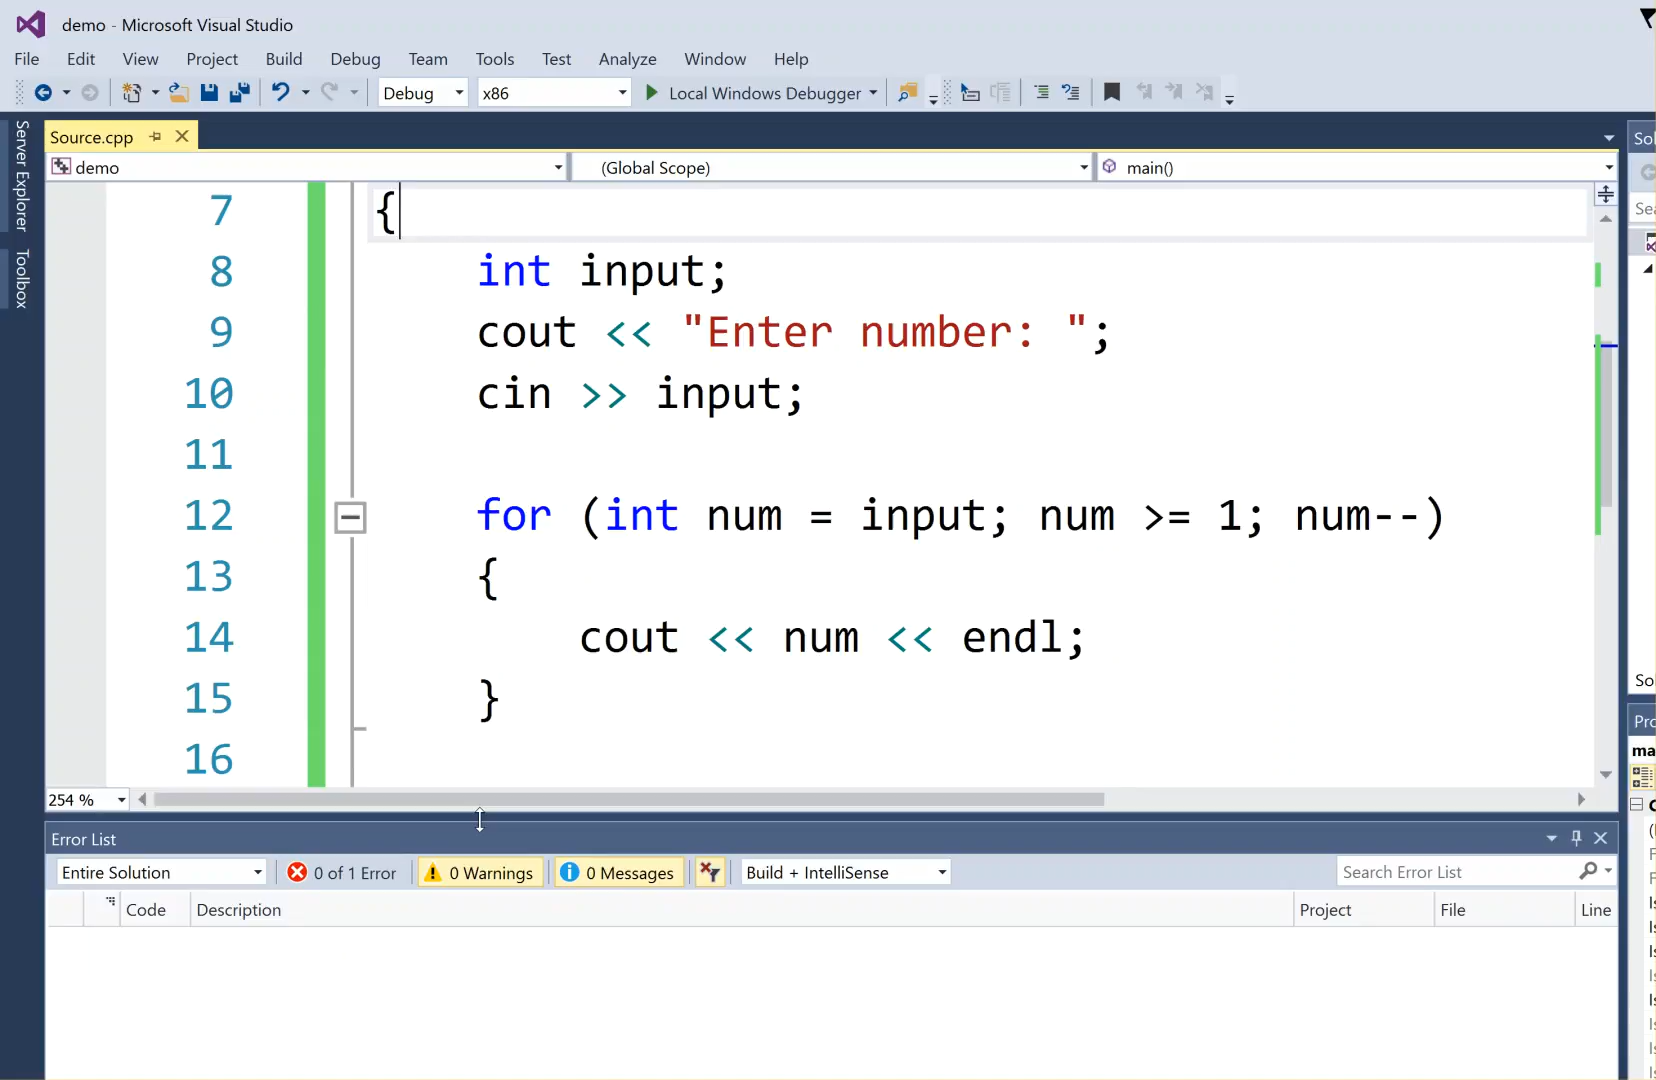 demo - Microsoft Visual Studio
File Edit View Project Build Debug Team Tools Test Analyze Window Help
Debug x86 Local Windows Debugger
Server Explorer
Toolbox
Source.cpp
demo (Global Scope) main()
7 {
8 int input;
9 cout << "Enter number: ";
10 cin >> input;
11
12 for (int num = input; num >= 1; num--)
13 {
14 cout << num << endl;
15 }
16
254 %
Error List
Entire Solution 0 of 1 Error 0 Warnings 0 Messages Build + IntelliSense Search Error List
Code Description Project File Line